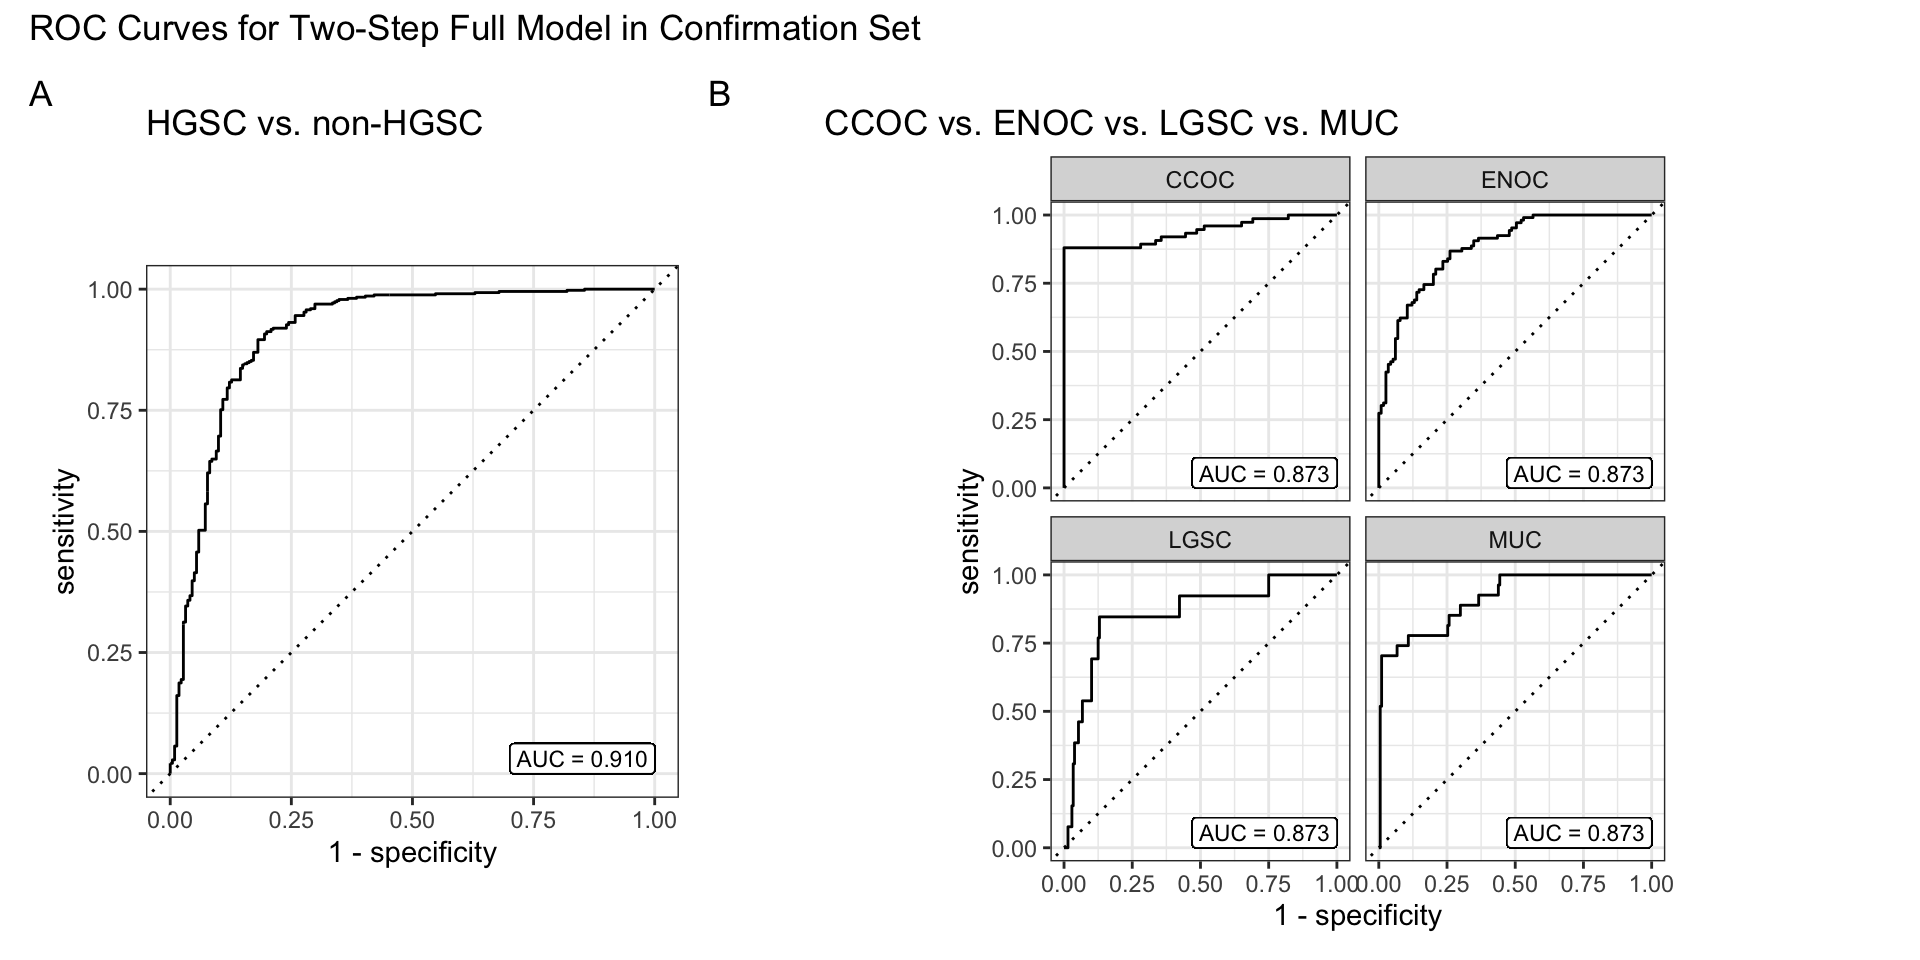 ROC Curves for Two-Step Full Model in Confirmation Set
A
HGSC vs. non-HGSC
sensitivity
1.00
0.75
0.50
0.25
0.00
AUC = 0.910
0.00 0.25 0.50 0.75 1.00
1 - specificity
B
CCOC vs. ENOC vs. LGSC vs. MUC
sensitivity
CCOC
ENOC
1.00
0.75
0.50
0.25
0.00
AUC = 0.873
AUC = 0.873
LGSC
MUC
1.00
0.75
0.50
0.25
0.00
AUC = 0.873
AUC = 0.873
0.00 0.25 0.50 0.75 1.00 0.00 0.25 0.50 0.75 1.00
1 - specificity